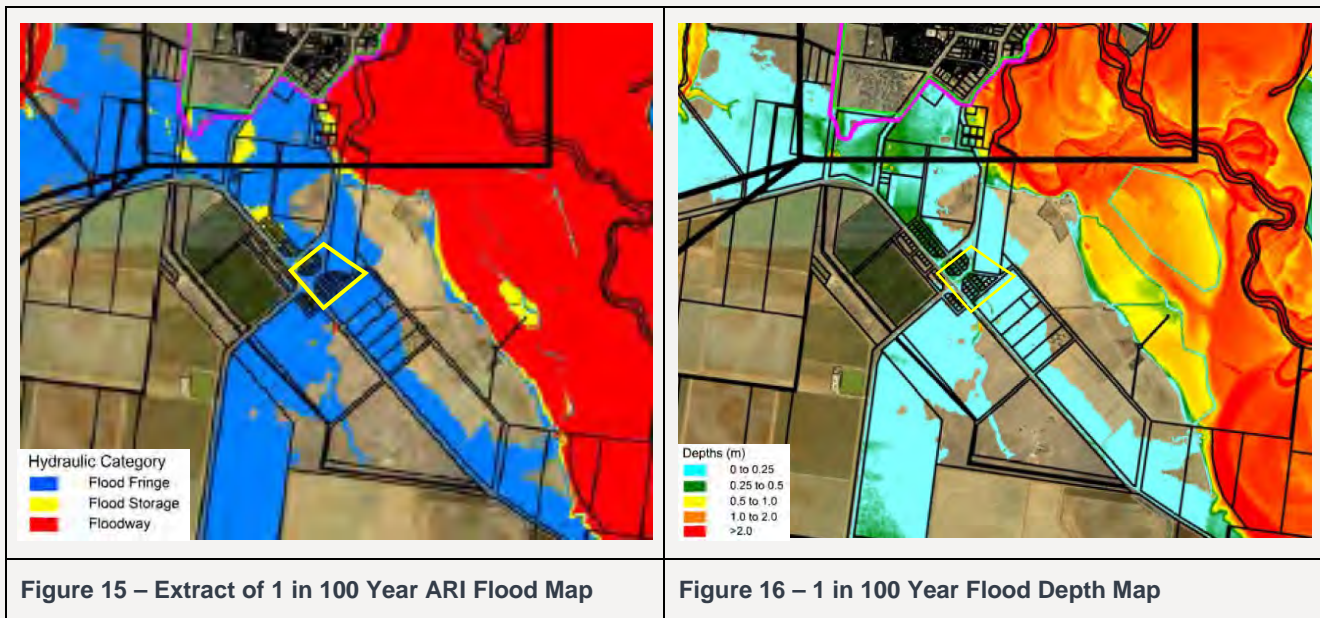 Hydraulic Category
Flood Fringe
Flood Storage
Floodway
Depths (m)
0 to 0.25
0.25 to 0.5
0.5 to 1.0
1.0 to 2.0
>2.0
Figure 15 – Extract of 1 in 100 Year ARI Flood Map
Figure 16 – 1 in 100 Year Flood Depth Map